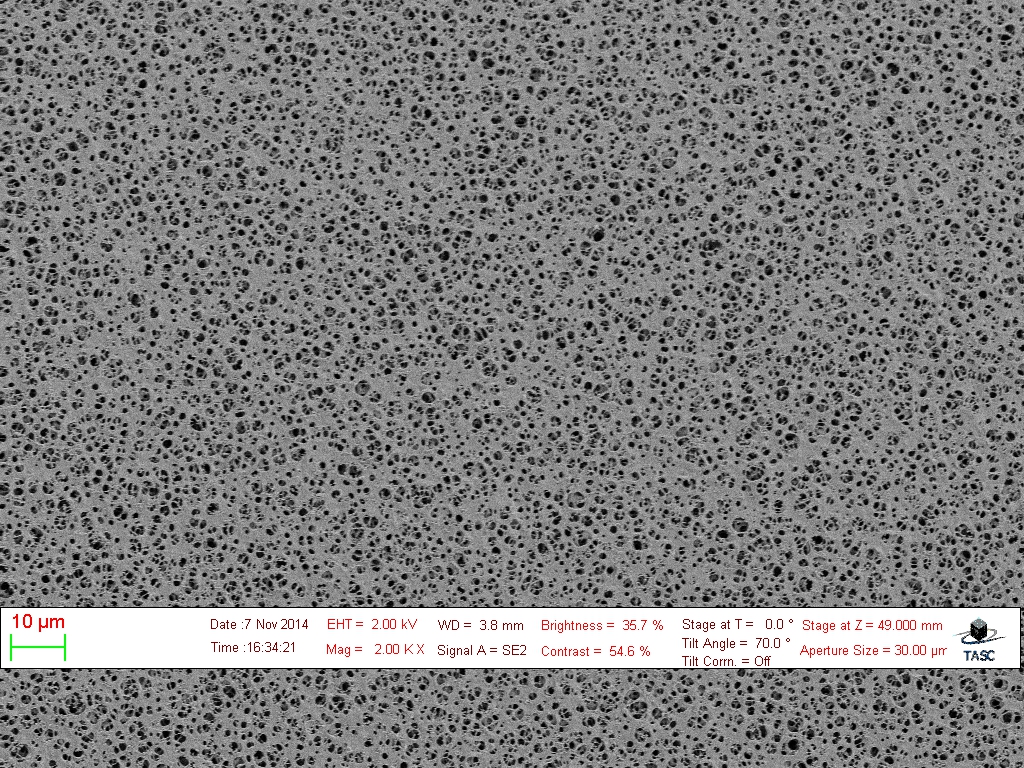 10 µm
Date :7 Nov 2014 EHT = 2.00 kV WD = 3.8 mm Brightness = 35.7 % Stage at T = 0.0 ° Stage at Z = 49.000 mm
Time :16:34:21 Mag = 2.00 K X Signal A = SE2 Contrast = 54.6 % Tilt Angle = 70.0 ° Aperture Size = 30.00 µm
Tilt Corrn. = Off
TASC